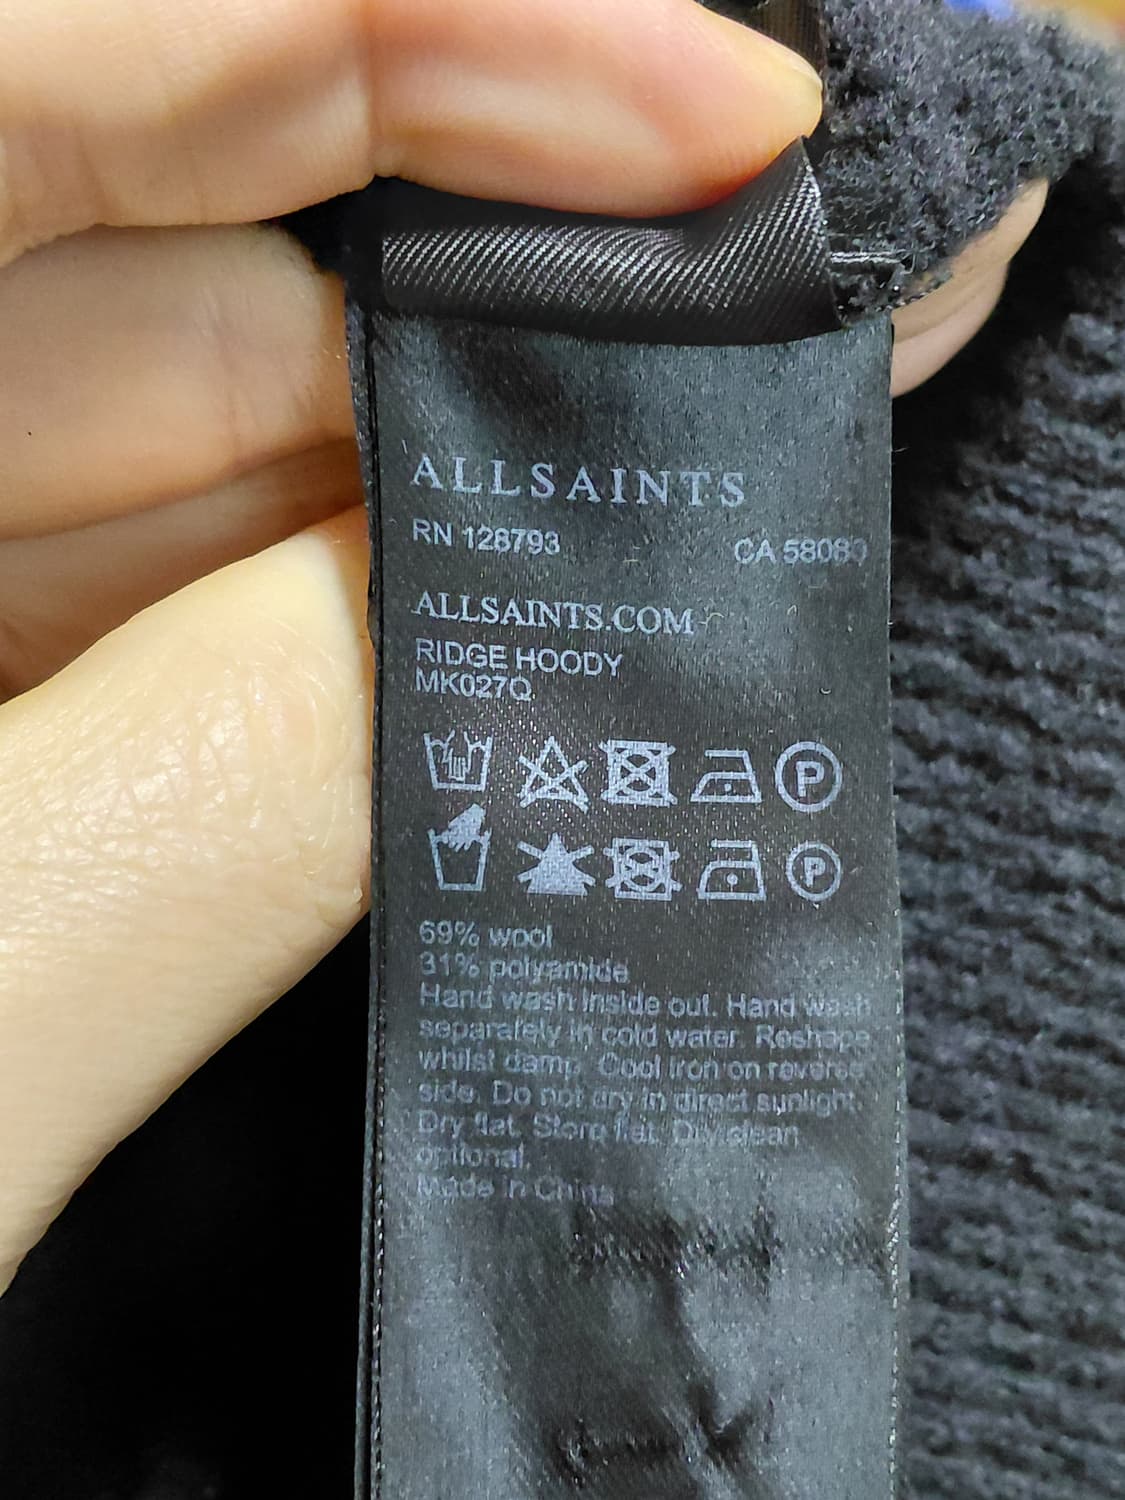 ALLSAINTS
RN 128793 CA 58080
ALLSAINTS.COM
RIDGE HOODY
MK027Q
P
P
69% wool
31% polyamide
Hand wash inside out. Hand wash
separately in cold water. Reshape
whilst damp. Cool iron on reverse
side. Do not dry in direct sunlight.
Dry flat. Store flat. Dry clean
optional.
Made in China